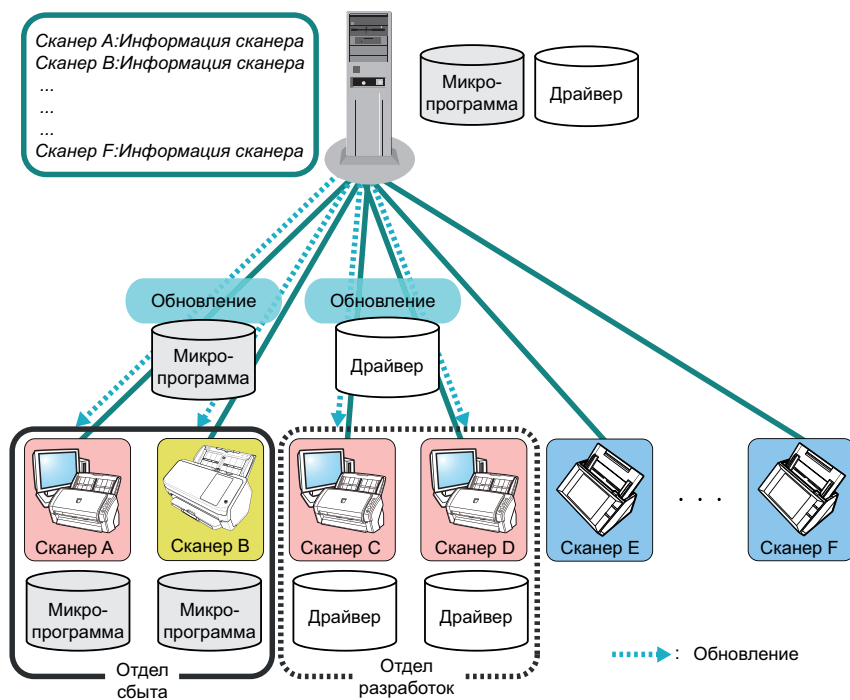 Сканер A:Информация сканера
Сканер B:Информация сканера
...
...
...
Сканер F:Информация сканера
Микро-
программа
Драйвер
Обновление
Обновление
Микро-
программа
Драйвер
Сканер A
Сканер B
Сканер C
Сканер D
Сканер E
. . .
Сканер F
Микро-
программа
Микро-
программа
Драйвер
Драйвер
: Обновление
Отдел
сбыта
Отдел
разработок